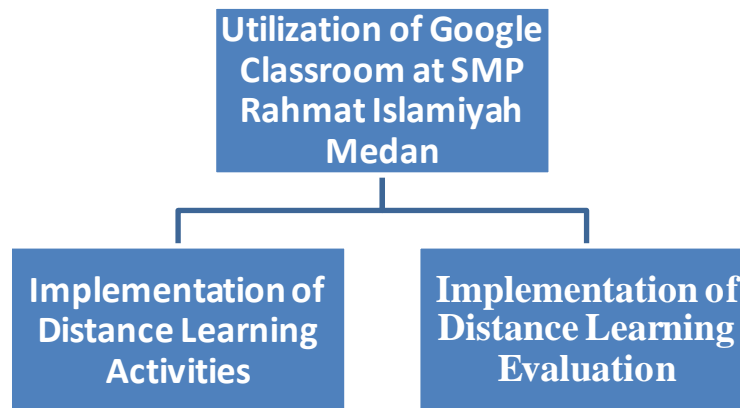 Utilization of Google
Classroom at SMP
Rahmat Islamiyah
Medan
Implementation of
Distance Learning
Activities
Implementation of
Distance Learning
Evaluation